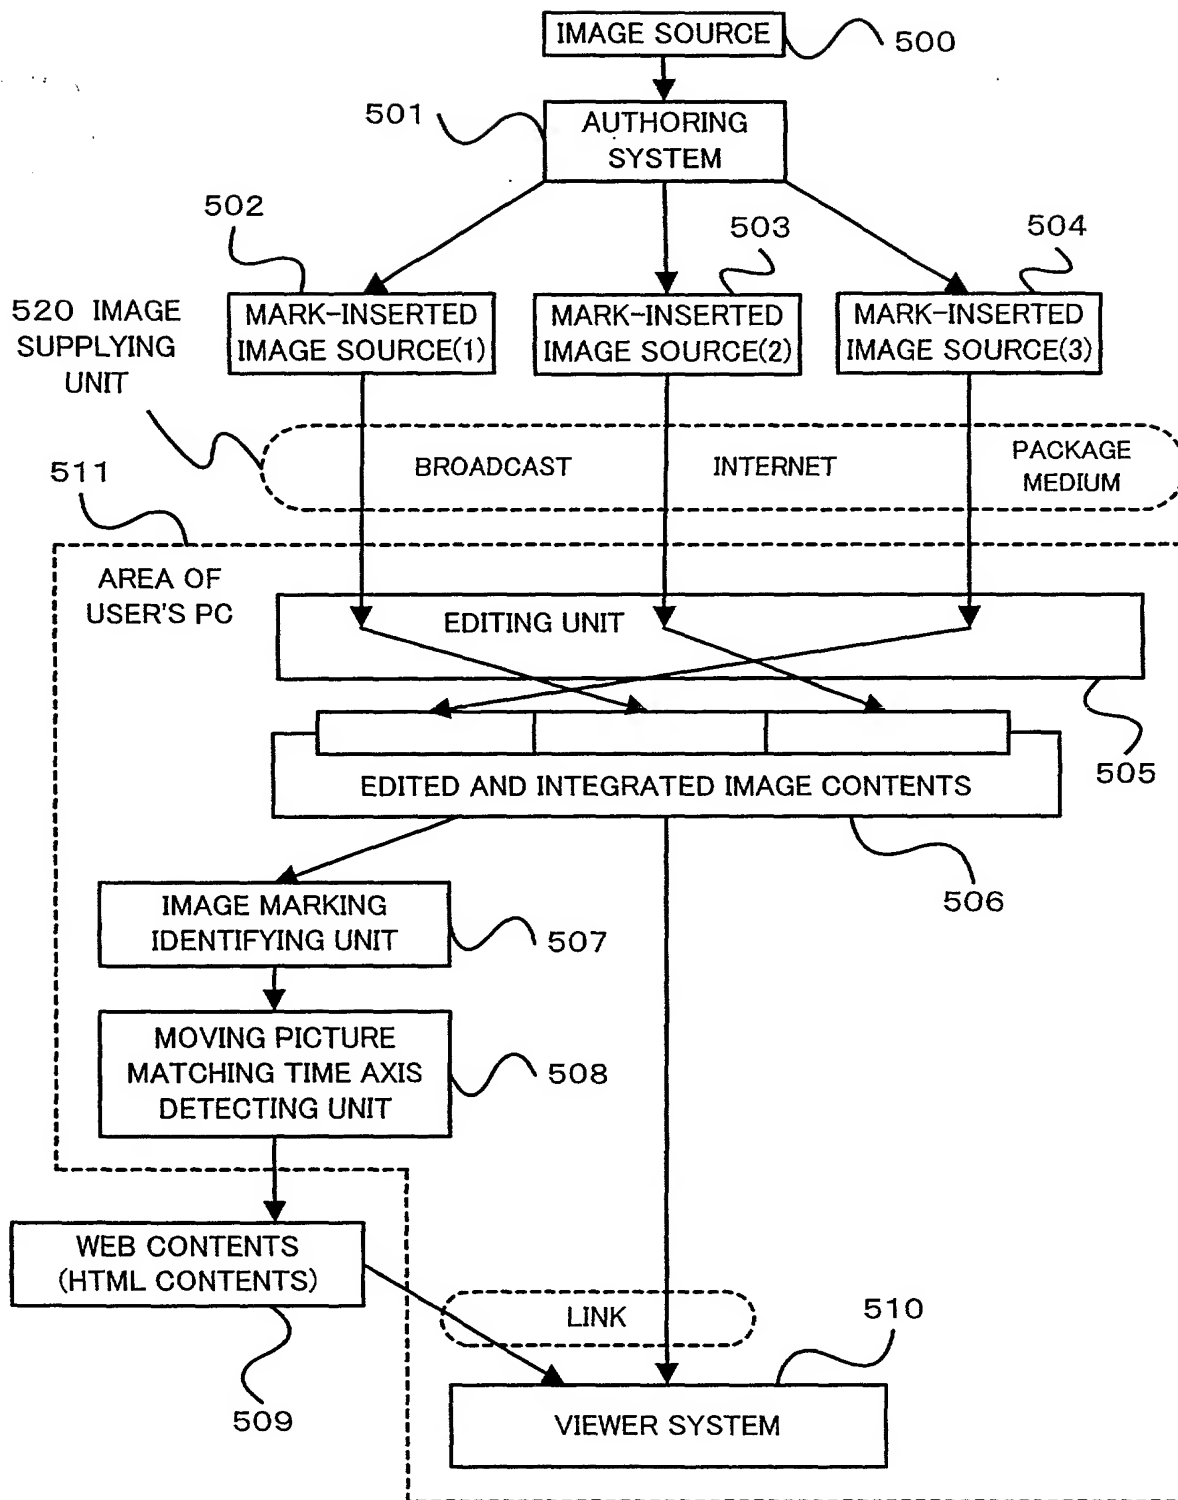 IMAGE SOURCE
500
501
AUTHORING
SYSTEM
502
503
504
520 IMAGE
SUPPLYING
UNIT
MARK-INSERTED
IMAGE SOURCE(1)
MARK-INSERTED
IMAGE SOURCE(2)
MARK-INSERTED
IMAGE SOURCE(3)
BROADCAST
INTERNET
PACKAGE
MEDIUM
511
AREA OF
USER'S PC
EDITING UNIT
505
EDITED AND INTEGRATED IMAGE CONTENTS
506
IMAGE MARKING
IDENTIFYING UNIT
507
MOVING PICTURE
MATCHING TIME AXIS
DETECTING UNIT
508
WEB CONTENTS
(HTML CONTENTS)
509
LINK
510
VIEWER SYSTEM